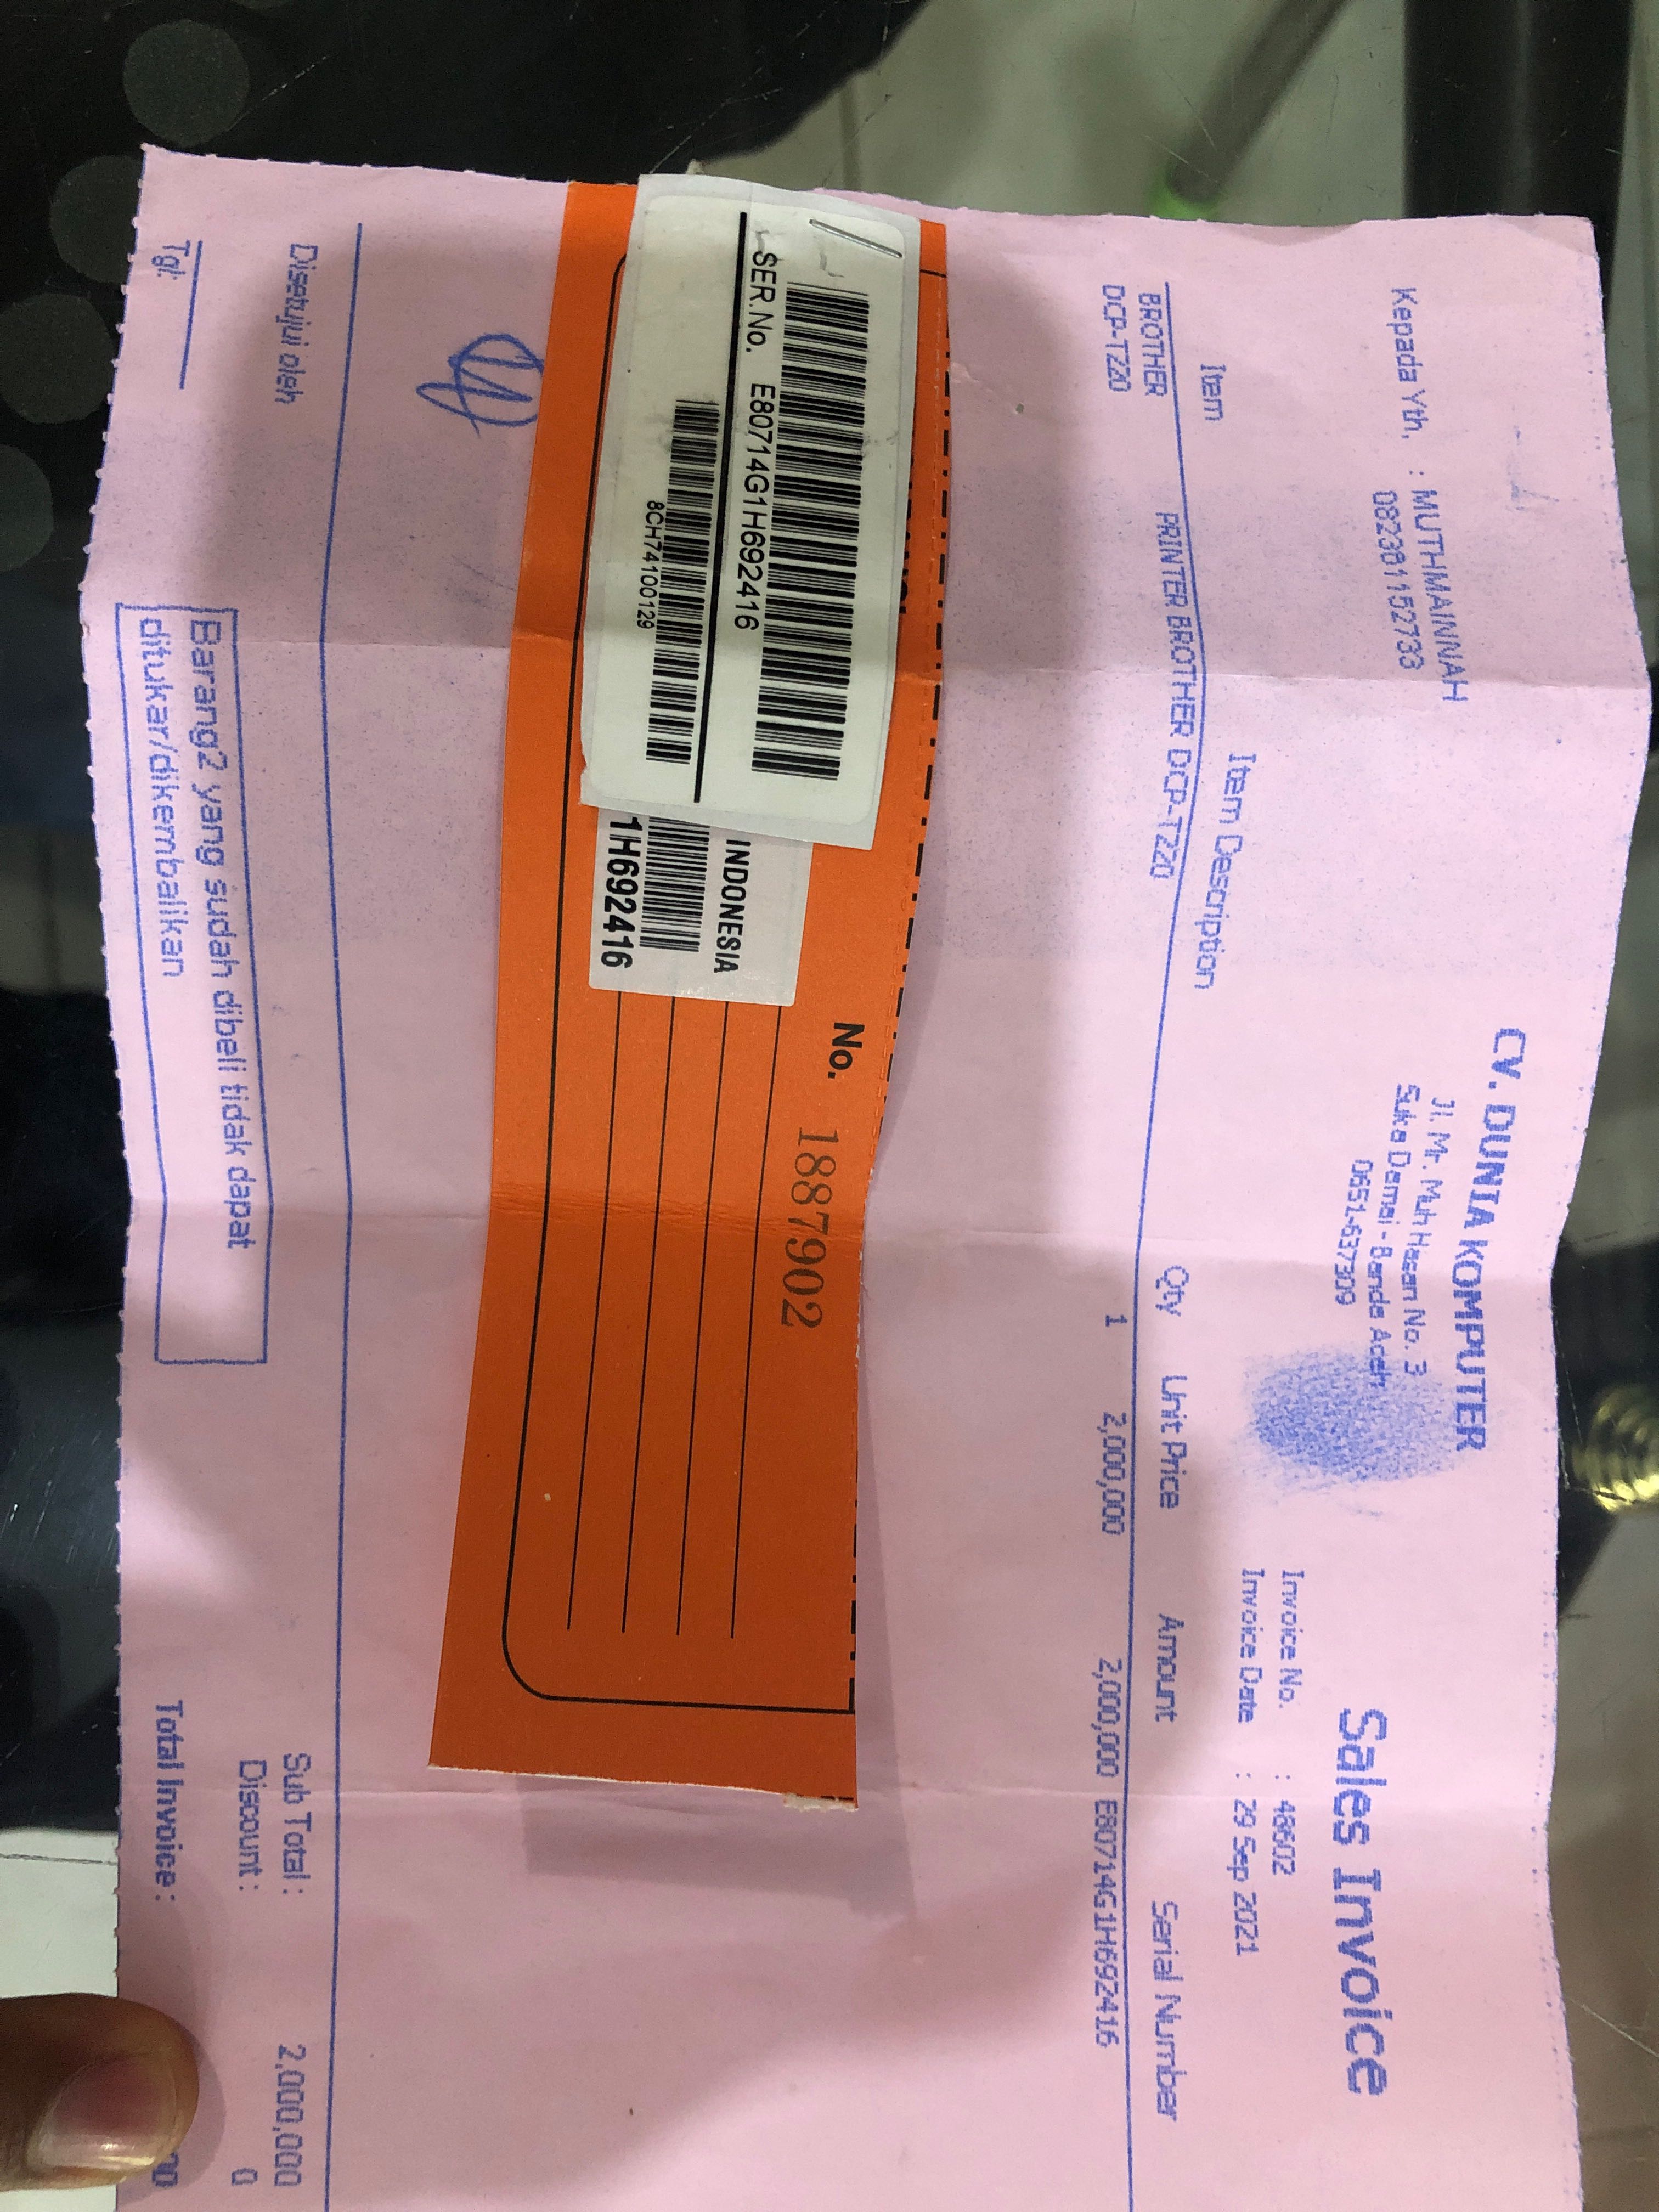 CV. DUNIA KOMPUTER
Jl. Mr. Muh Hasan No. 3
Suka Damai - Banda Aceh
0651-637309
Sales Invoice
Kepada Yth. : MUTHMAINNAH
082381152733
Invoice No. : 48602
Invoice Date : 29 Sep 2021
Item Item Description Qty Unit Price Amount Serial Number
BROTHER PRINTER BROTHER DCP-T220 1 2,000,000 2,000,000 E80714G1H692416
DCP-T220
No. 1887902
SER. No. E80714G1H692416
8CH74100129
INDONESIA
1H692416
Disetujui oleh
Tgl:
Barang2 yang sudah dibeli tidak dapat
ditukar/dikembalikan
Sub Total : 2,000,000
Discount : 0
Total Invoice :